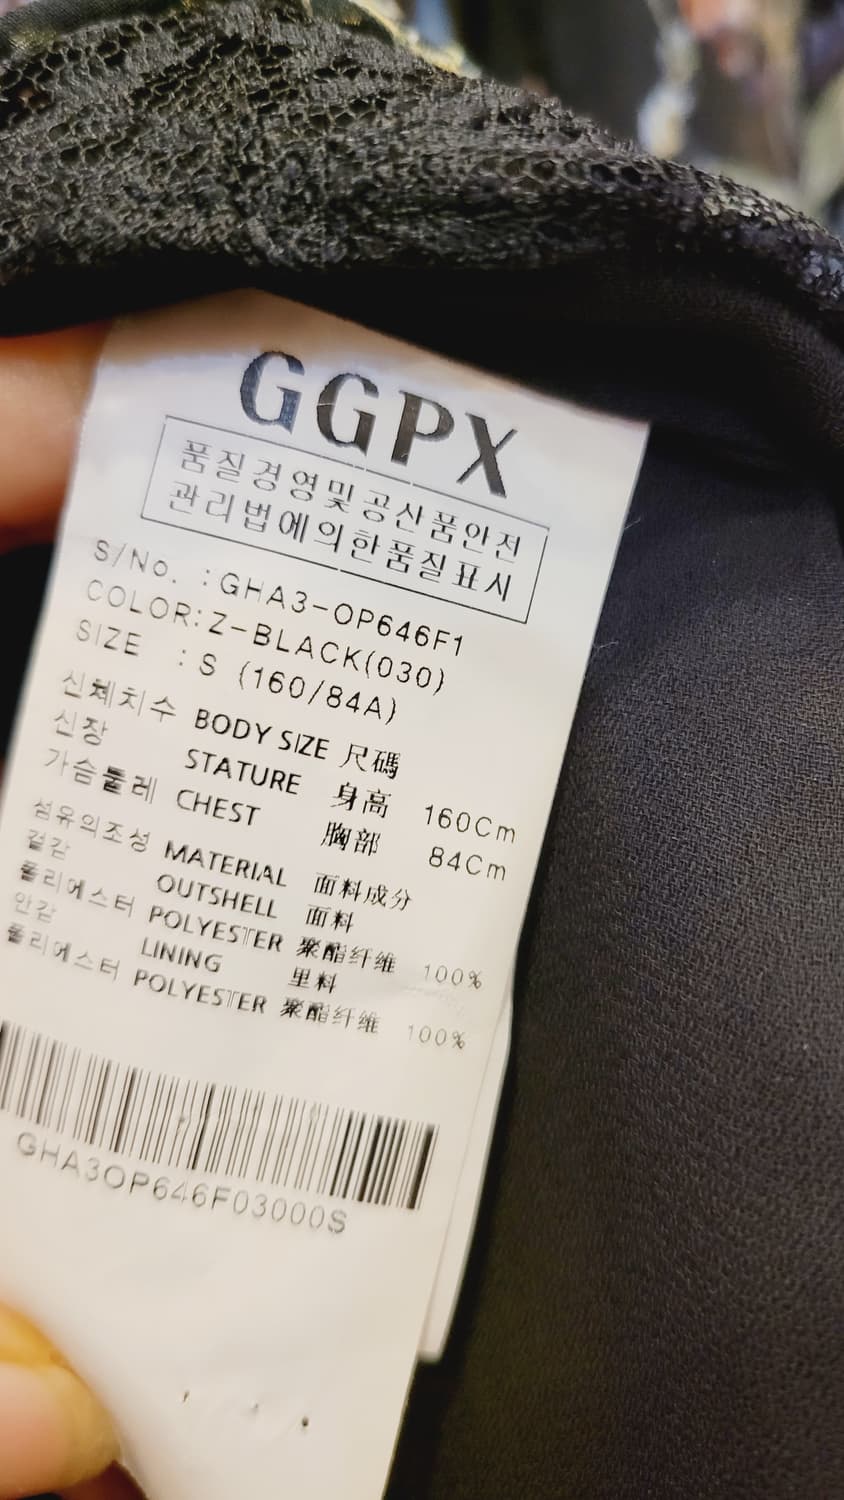 GGPX
품질경영및공산품안전
관리법에의한품질표시
S/No. : GHA3-OP646F1
COLOR: Z-BLACK(030)
SIZE : S (160/84A)
신체치수 BODY SIZE 尺碼
신장 STATURE 身高 160Cm
가슴둘레 CHEST 胸部 84Cm
섬유의조성 MATERIAL 面料成分
겉감 OUTSHELL 面料
폴리에스터 POLYESTER 聚酯纤维 100%
안감 LINING 里料
폴리에스터 POLYESTER 聚酯纤维 100%
GHA3OP646F03000S